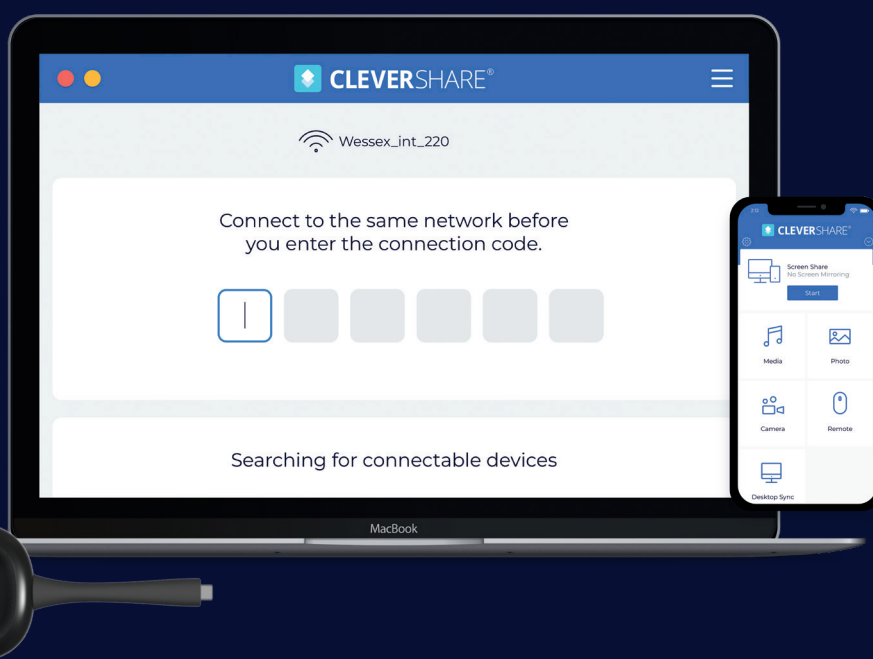 CLEVERSHARE®
Wessex_int_220
Connect to the same network before
you enter the connection code.
Searching for connectable devices
MacBook
CLEVERSHARE®
Screen Share
No Screen Mirroring
Start
Media
Photo
Camera
Remote
Desktop Sync